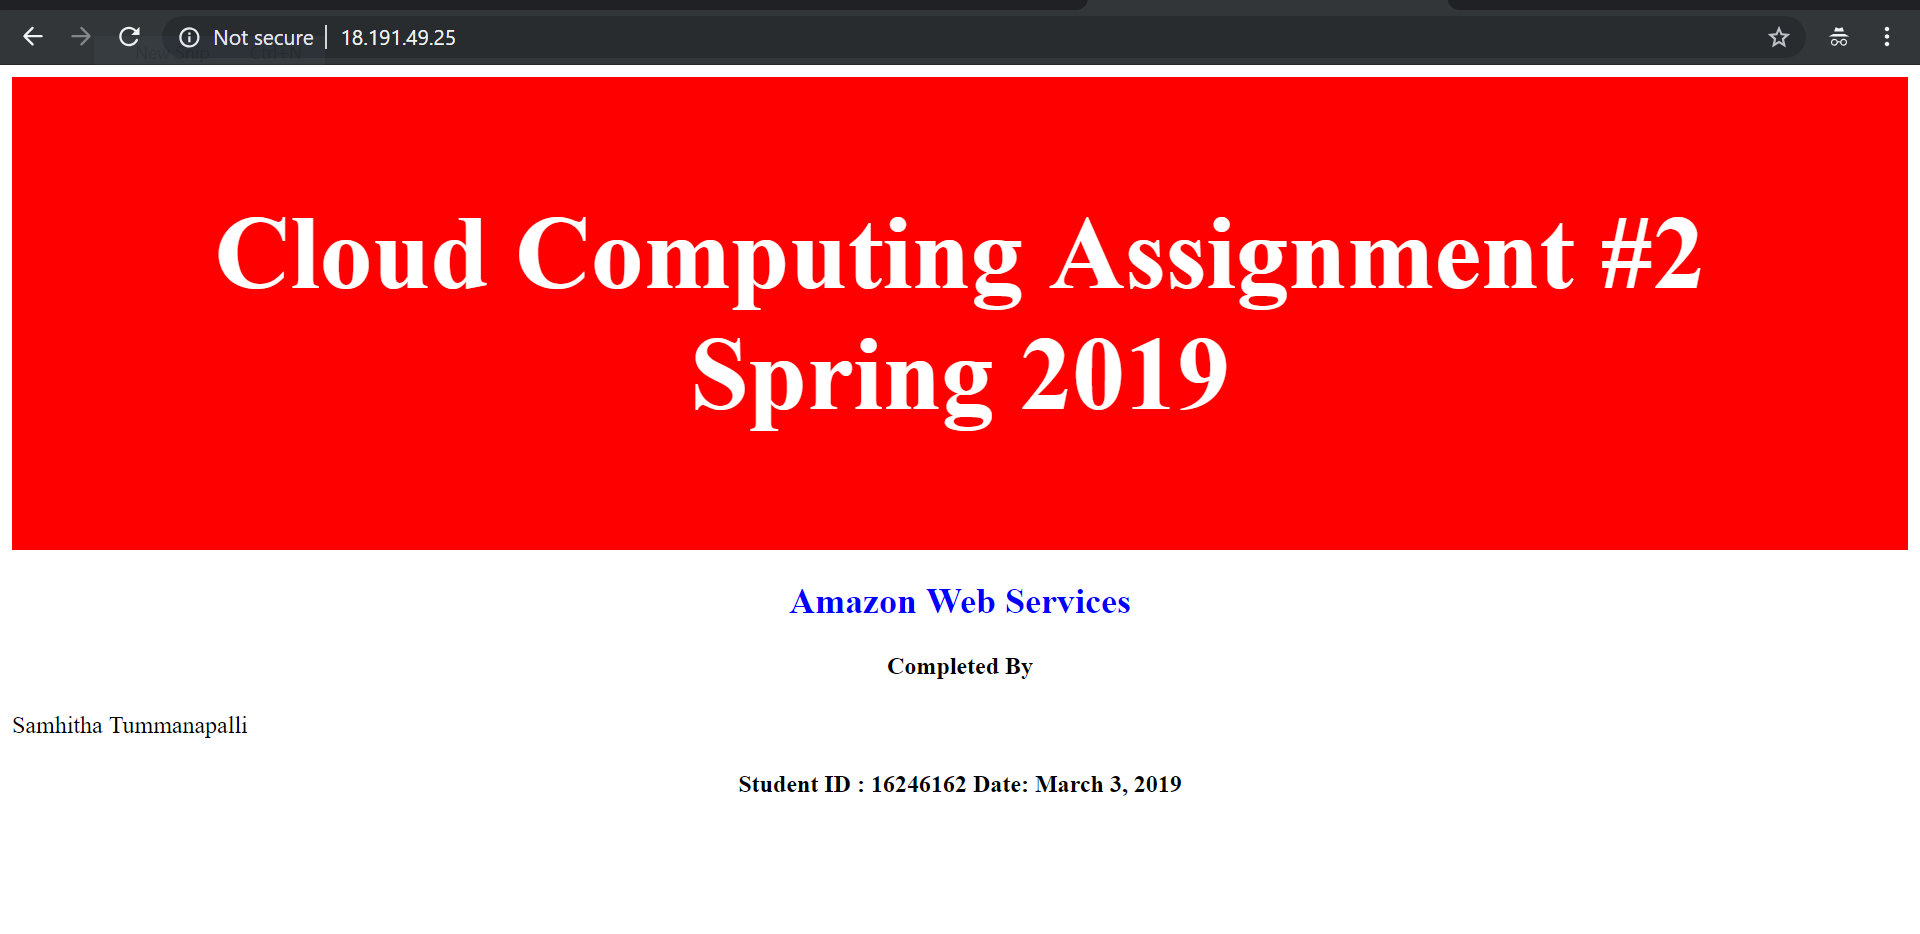 Not secure | 18.191.49.25
Cloud Computing Assignment #2
Spring 2019
Amazon Web Services
Completed By
Samhitha Tummanapalli
Student ID : 16246162 Date: March 3, 2019